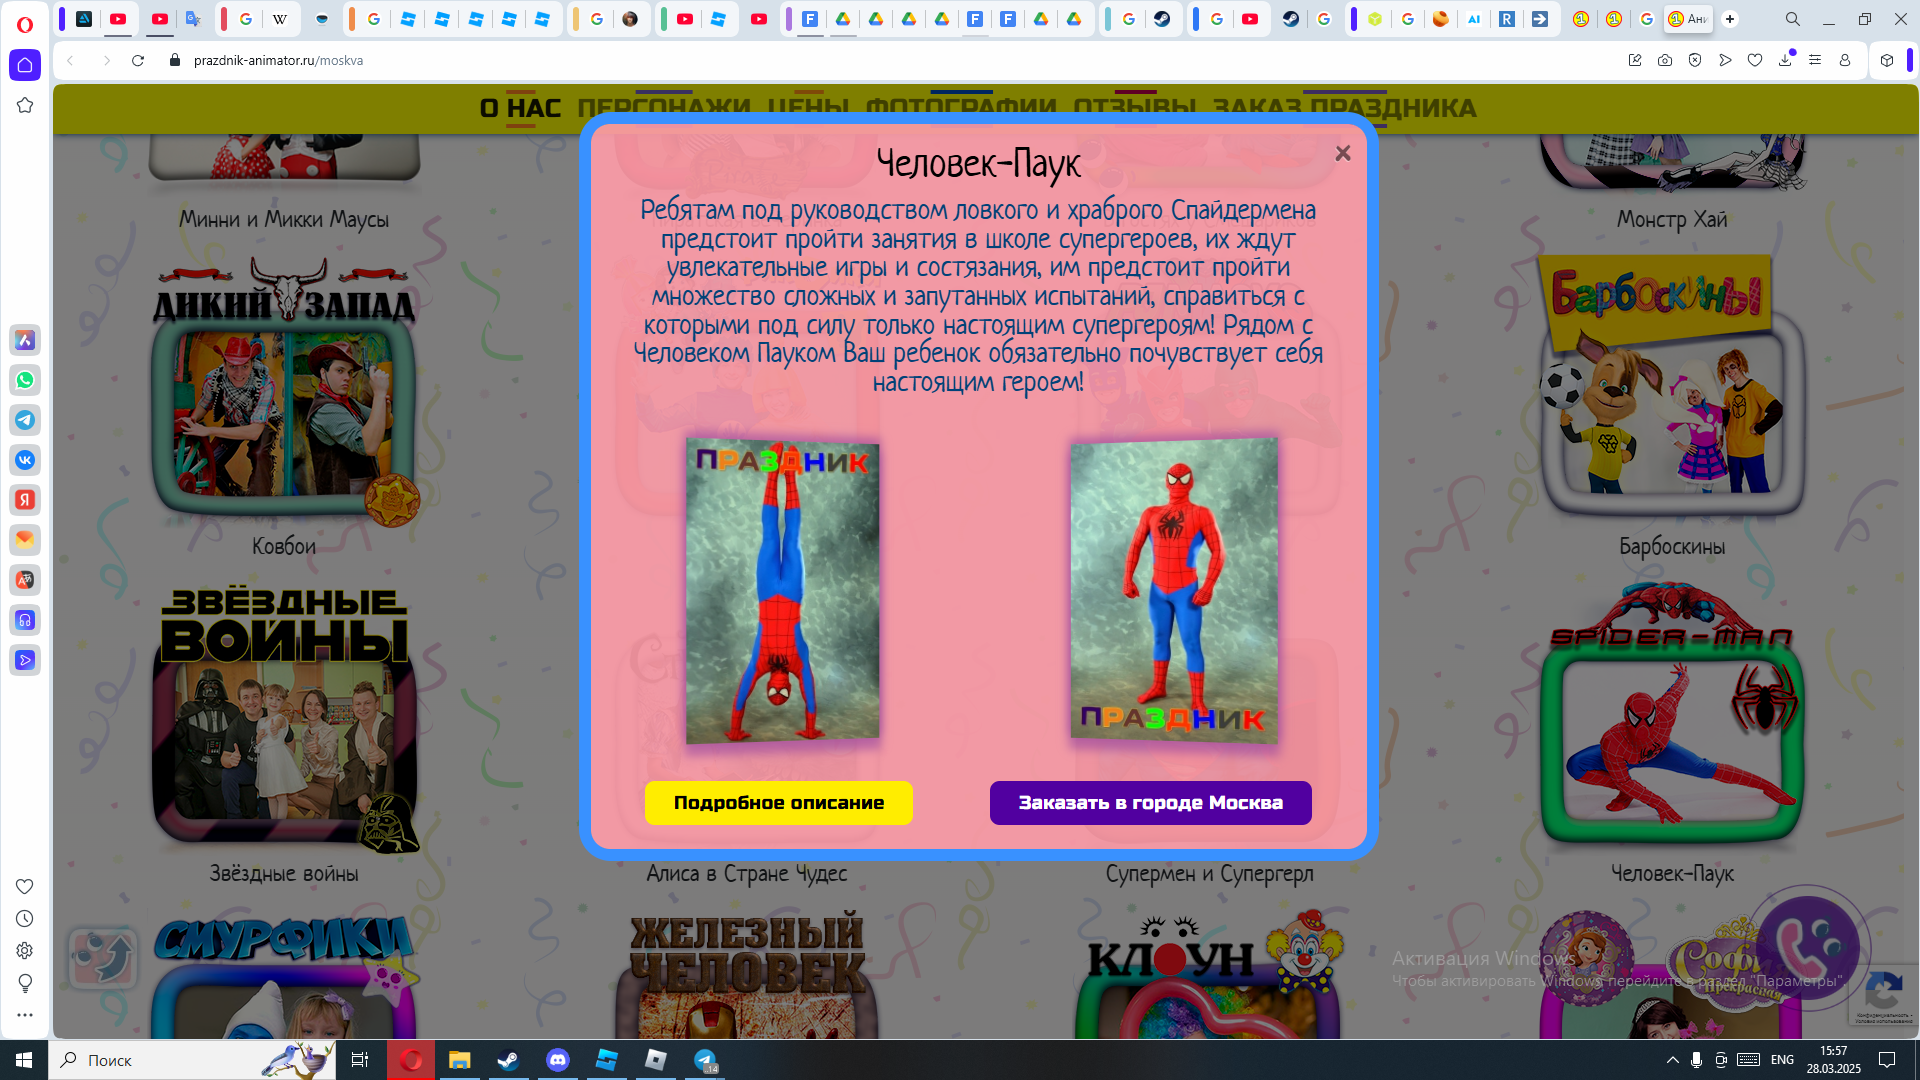 prazdnik-animator.ru/moskva
О НАС ПЕРСОНАЖИ ЦЕНЫ ФОТОГРАФИИ ОТЗЫВЫ ЗАКАЗ ПРАЗДНИКА
Человек-Паук
Ребятам под руководством ловкого и храброго Спайдермена
предстоит пройти занятия в школе супергероев, их ждут
увлекательные игры и состязания, им предстоит пройти
множество сложных и запутанных испытаний, справиться с
которыми под силу только настоящим супергероям! Рядом с
Человеком Пауком Ваш ребенок обязательно почувствует себя
настоящим героем!
ПРАЗДНИК
ПРАЗДНИК
Подробное описание
Заказать в городе Москва
Минни и Микки Маусы
Монстр Хай
ДИКИЙ ЗАПАД
Ковбои
Барбоскины
Барбоскины
ЗВЁЗДНЫЕ
ВОЙНЫ
Звёздные войны
Алиса в Стране Чудес
Супермен и Супергерл
SPIDER-MAN
Человек-Паук
СМУРФИКИ
ЖЕЛЕЗНЫЙ
ЧЕЛОВЕК
КЛОУН
Прекрасная
Активация Windows
Чтобы активировать Windows, перейдите в раздел "Параметры".
Поиск
ENG
15:57
28.03.2025